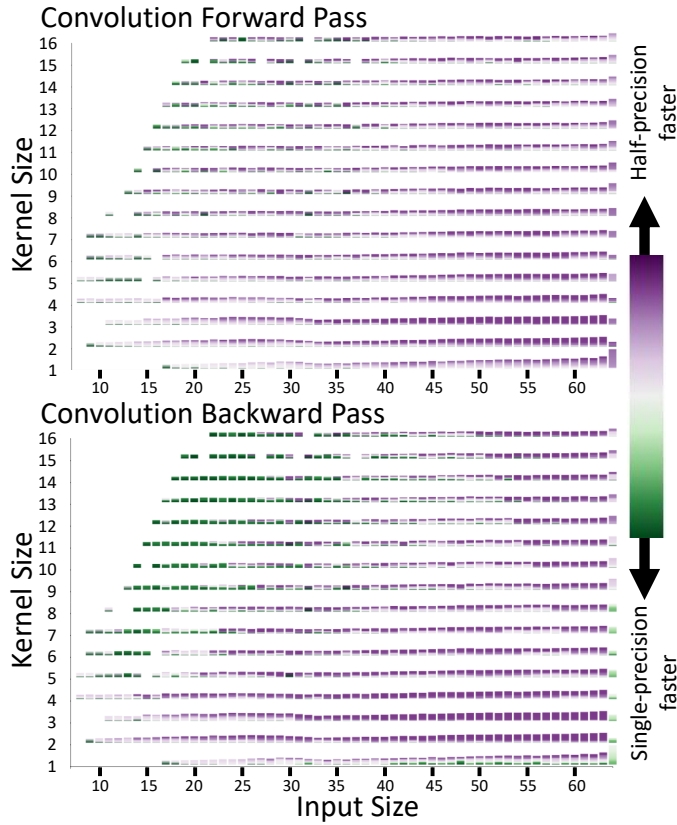 Convolution Forward Pass
16
15
14
13
12
11
10
9
8
7
6
5
4
3
2
1
Kernel Size
10 15 20 25 30 35 40 45 50 55 60
Convolution Backward Pass
16
15
14
13
12
11
10
9
8
7
6
5
4
3
2
1
Kernel Size
10 15 20 25 30 35 40 45 50 55 60
Input Size
Half-precision
faster
Single-precision
faster